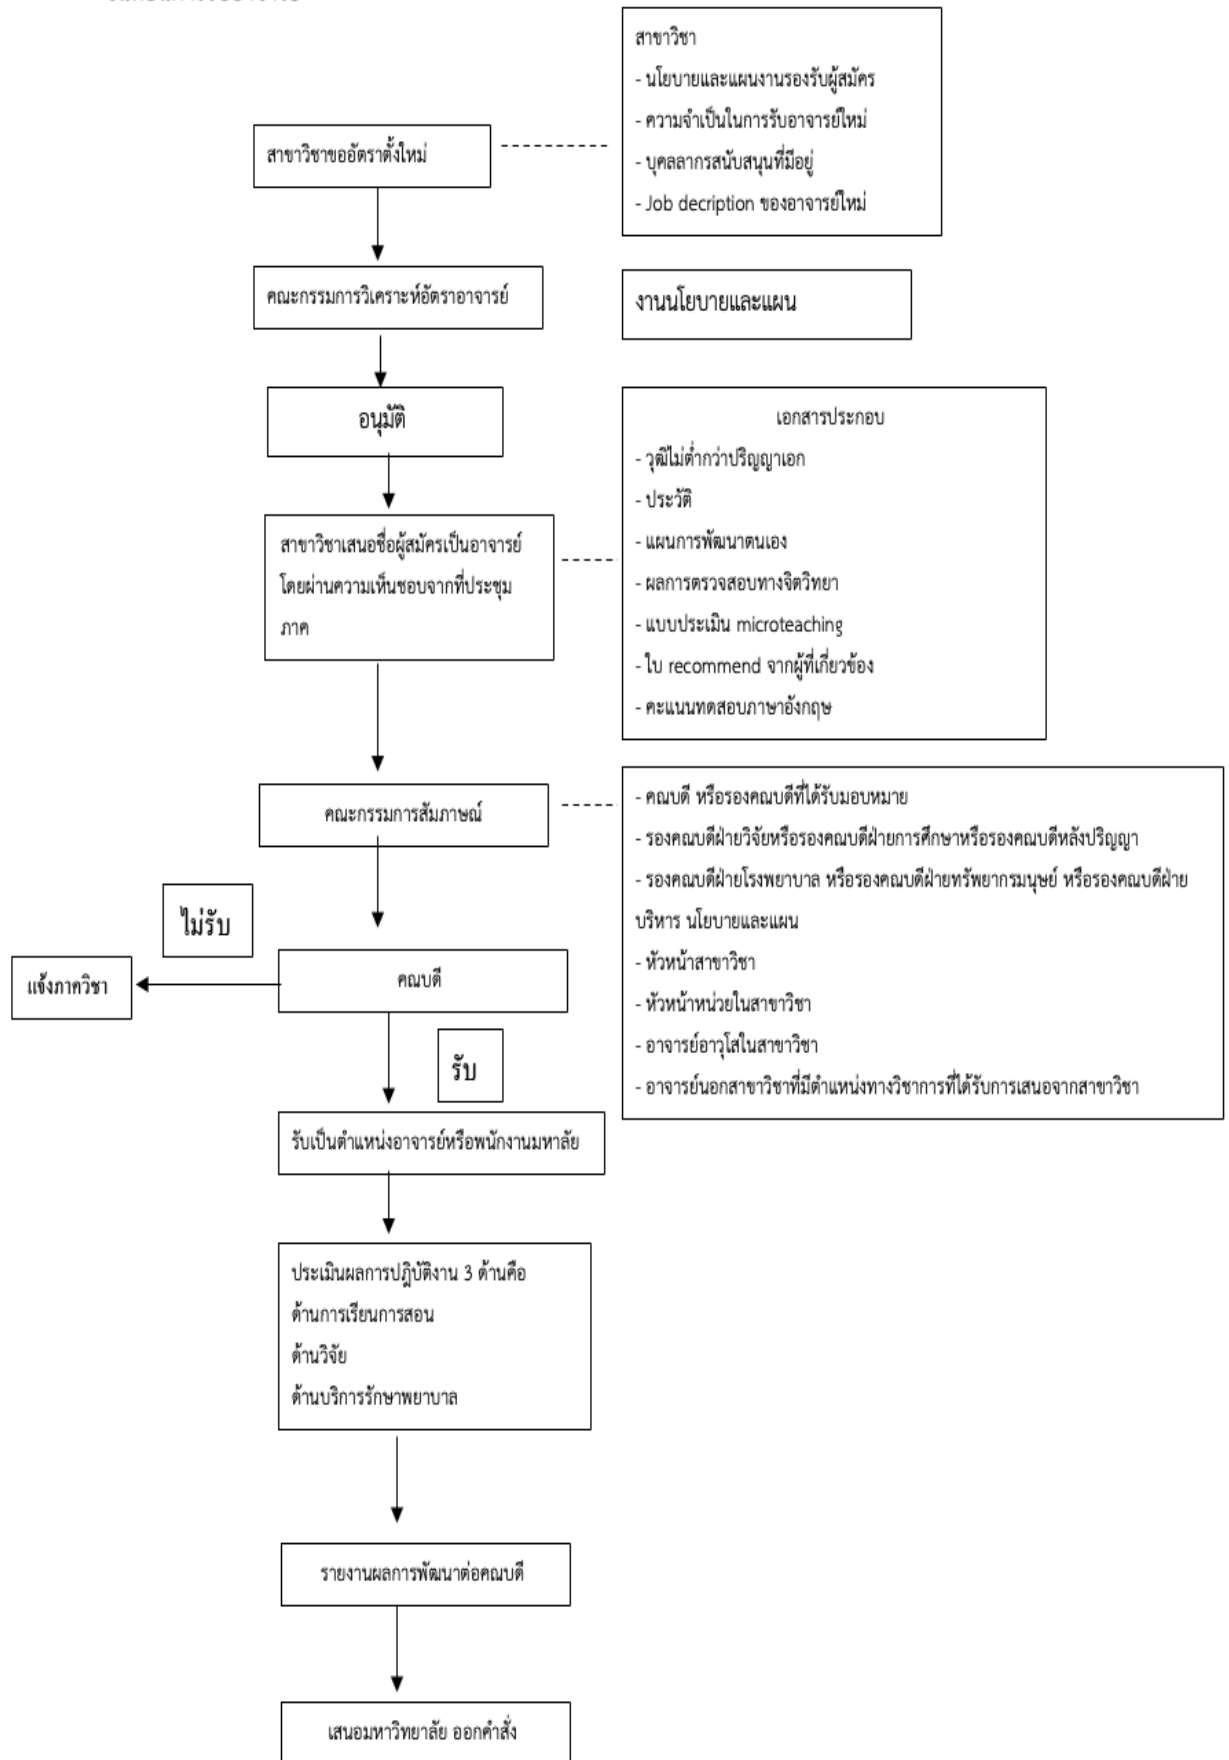 สาขาวิชา
- นโยบายและแผนงานรองรับผู้สมัคร
- ความจำเป็นในการรับอาจารย์ใหม่
- บุคลลากรสนับสนุนที่มีอยู่
- Job decription ของอาจารย์ใหม่
สาขาวิชาขออัตราตั้งใหม่
คณะกรรมการวิเคราะห์อัตราอาจารย์
งานนโยบายและแผน
อนุมัติ
เอกสารประกอบ
- วุฒิไม่ต่ำกว่าปริญญาเอก
- ประวัติ
- แผนการพัฒนาตนเอง
- ผลการตรวจสอบทางจิตวิทยา
- แบบประเมิน microteaching
- ใบ recommend จากผู้ที่เกี่ยวข้อง
- คะแนนทดสอบภาษาอังกฤษ
สาขาวิชาเสนอชื่อผู้สมัครเป็นอาจารย์
โดยผ่านความเห็นชอบจากที่ประชุม
ภาค
คณะกรรมการสัมภาษณ์
- คณบดี หรือรองคณบดีที่ได้รับมอบหมาย
- รองคณบดีฝ่ายวิจัยหรือรองคณบดีฝ่ายการศึกษาหรือรองคณบดีหลังปริญญา
- รองคณบดีฝ่ายโรงพยาบาล หรือรองคณบดีฝ่ายทรัพยากรมนุษย์ หรือรองคณบดีฝ่าย
บริหาร นโยบายและแผน
- หัวหน้าสาขาวิชา
- หัวหน้าหน่วยในสาขาวิชา
- อาจารย์อาวุโสในสาขาวิชา
- อาจารย์นอกสาขาวิชาที่มีตำแหน่งทางวิชาการที่ได้รับการเสนอจากสาขาวิชา
ไม่รับ
แจ้งภาควิชา
คณบดี
รับ
รับเป็นตำแหน่งอาจารย์หรือพนักงานมหาลัย
ประเมินผลการปฏิบัติงาน 3 ด้านคือ
ด้านการเรียนการสอน
ด้านวิจัย
ด้านบริการรักษาพยาบาล
รายงานผลการพัฒนาต่อคณบดี
เสนอมหาวิทยาลัย ออกคำสั่ง